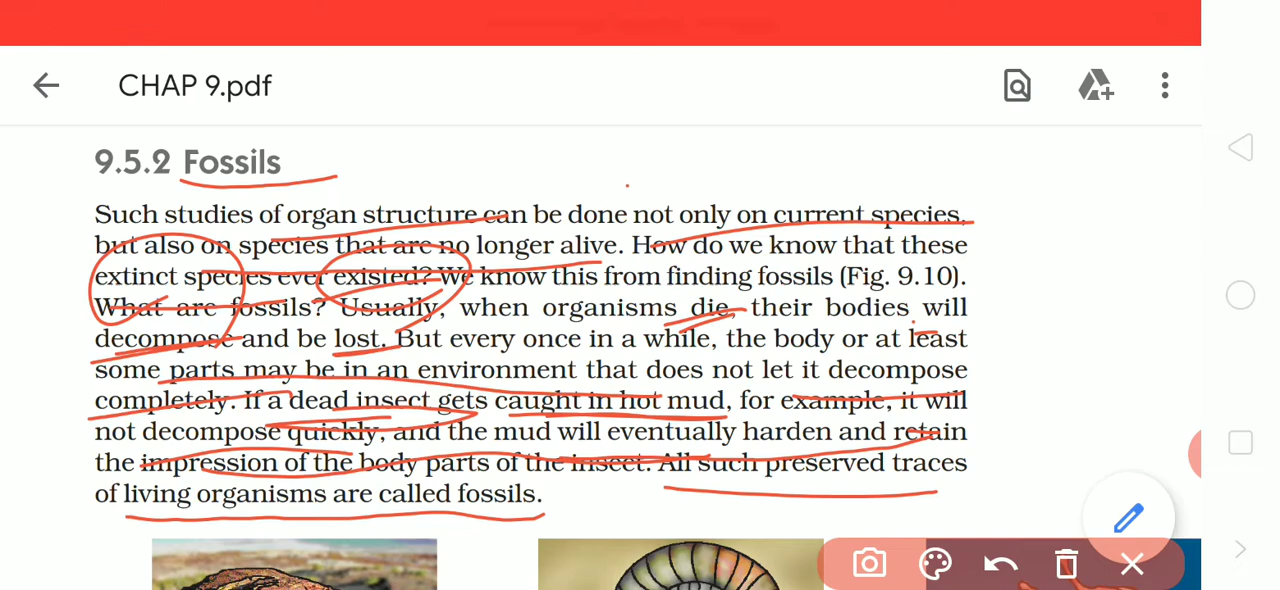 CHAP 9.pdf
9.5.2 Fossils
Such studies of organ structure can be done not only on current species,
but also on species that are no longer alive. How do we know that these
extinct species ever existed? We know this from finding fossils (Fig. 9.10).
What are fossils? Usually, when organisms die, their bodies will
decompose and be lost. But every once in a while, the body or at least
some parts may be in an environment that does not let it decompose
completely. If a dead insect gets caught in hot mud, for example, it will
not decompose quickly, and the mud will eventually harden and retain
the impression of the body parts of the insect. All such preserved traces
of living organisms are called fossils.